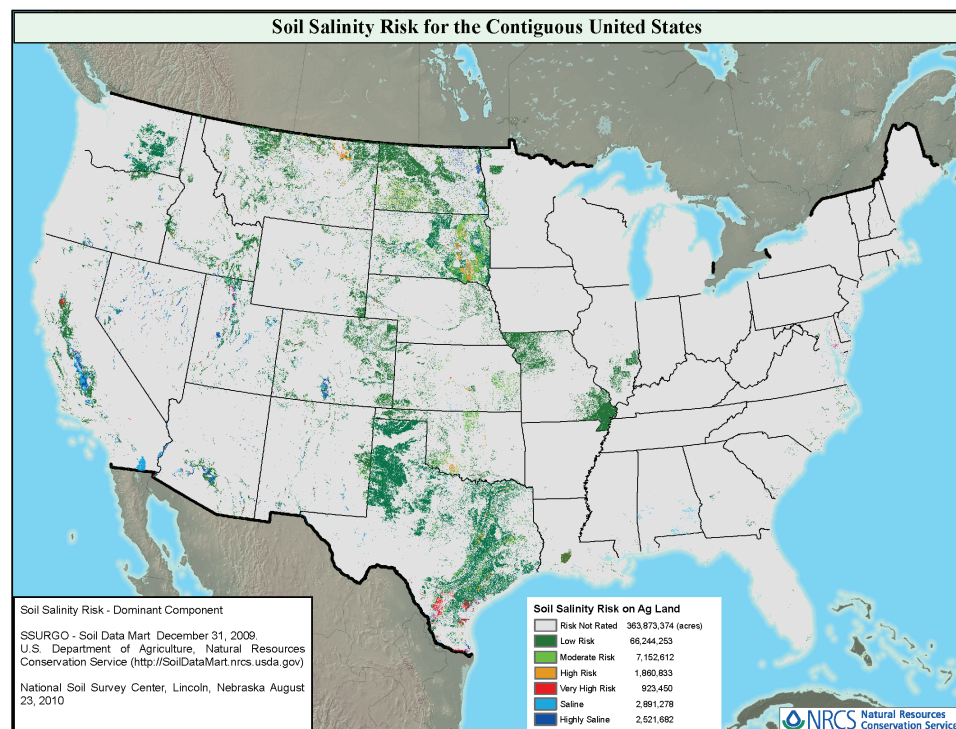 Soil Salinity Risk for the Contiguous United States
Soil Salinity Risk - Dominant Component
SSURGO - Soil Data Mart December 31, 2009.
U.S. Department of Agriculture, Natural Resources
Conservation Service (http://SoilDataMart.nrcs.usda.gov)
National Soil Survey Center, Lincoln, Nebraska August
23, 2010
Soil Salinity Risk on Ag Land
Risk Not Rated 363,873,374 (acres)
Low Risk 66,244,253
Moderate Risk 7,152,612
High Risk 1,860,833
Very High Risk 923,450
Saline 2,891,278
Highly Saline 2,521,682
NRCS Natural Resources
Conservation Service